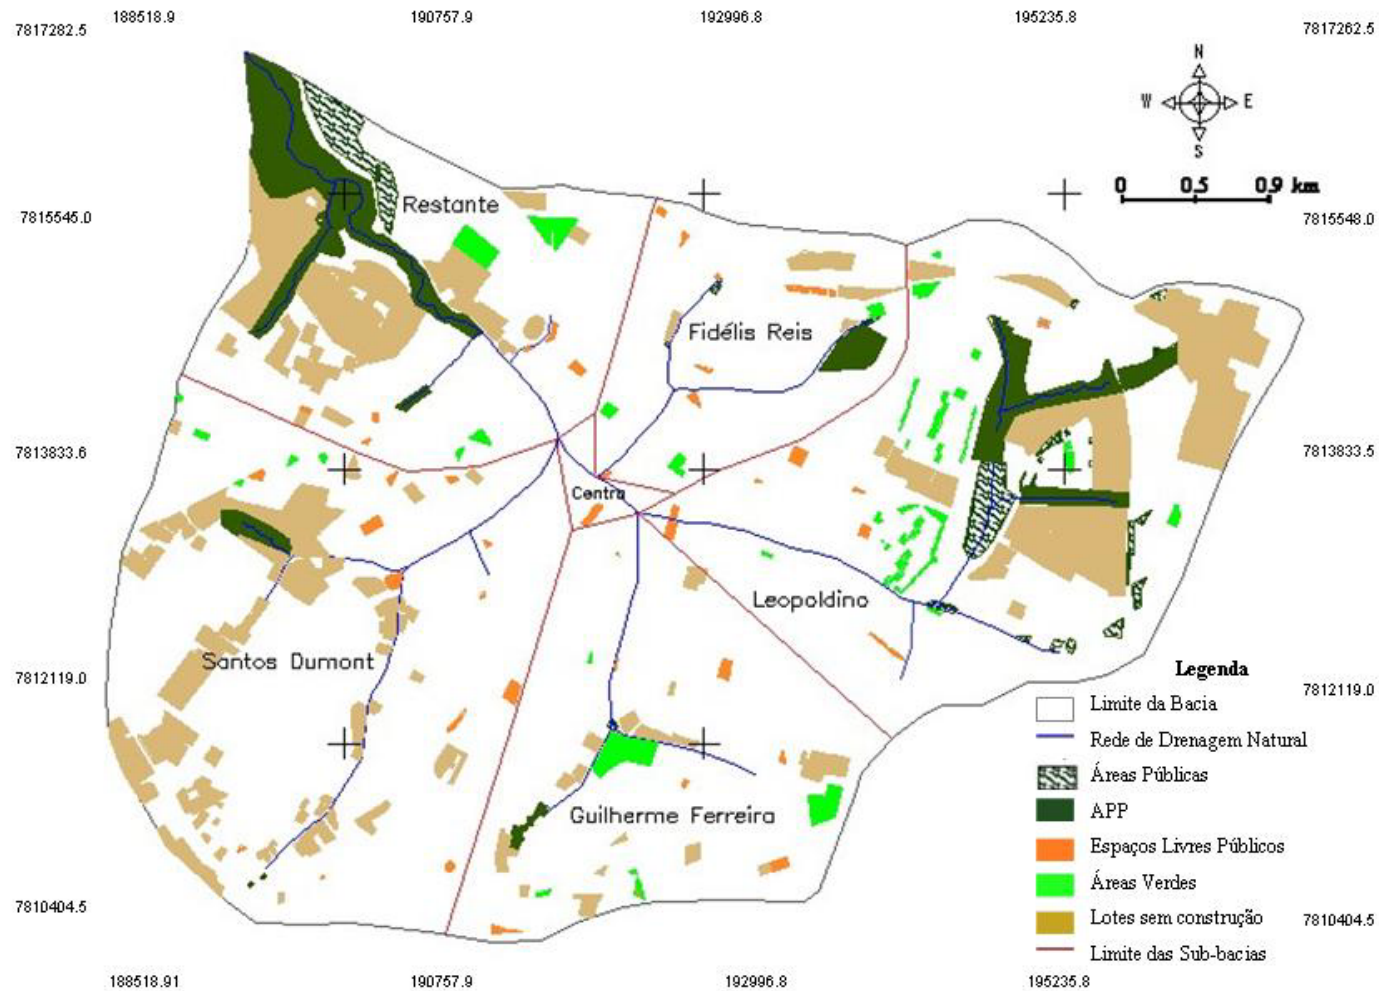 188518.9 190757.9 192996.8 195235.8
7817282.5 7817262.5
N
W E
S
0 0.5 0.9 km
Restante
7815545.0 7815548.0
Fidélis Reis
7813833.6 7813833.5
Centro
Leopoldino
Santos Dumont
7812119.0 7812119.0
Guilherme Ferreira
Legenda
Limite da Bacia
Rede de Drenagem Natural
Áreas Públicas
APP
Espaços Livres Públicos
Áreas Verdes
Lotes sem construção
Limite das Sub-bacias
7810404.5 7810404.5
188518.91 190757.9 192996.8 195235.8